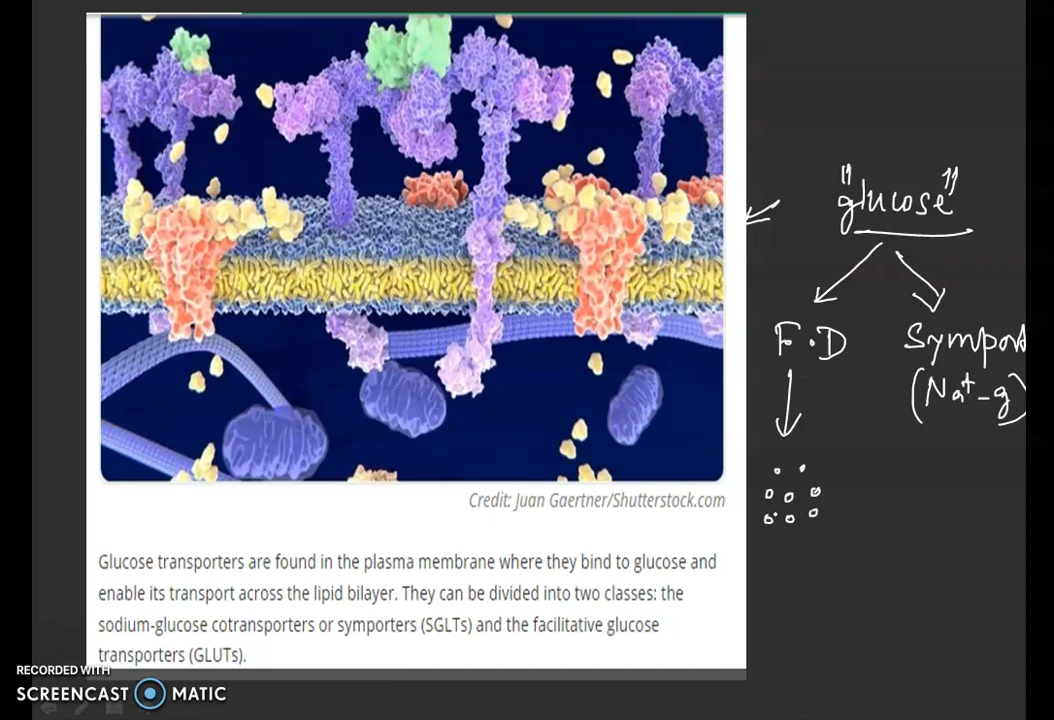 "glucose"
F.D
Symport
(Na+ - g)
Credit: Juan Gaertner/Shutterstock.com
Glucose transporters are found in the plasma membrane where they bind to glucose and
enable its transport across the lipid bilayer. They can be divided into two classes: the
sodium-glucose cotransporters or symporters (SGLTs) and the facilitative glucose
transporters (GLUTs).
RECORDED WITH
SCREENCAST MATIC